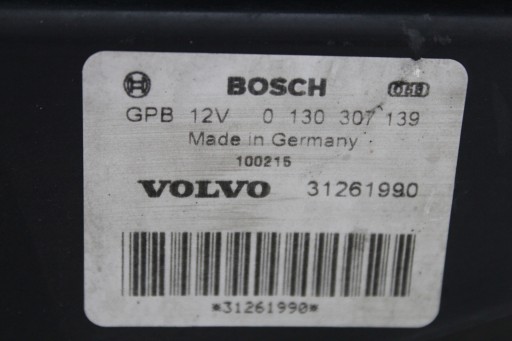 BOSCH
GPB 12V 0 130 307 139
Made in Germany
100215
VOLVO 31261990
*31261990*